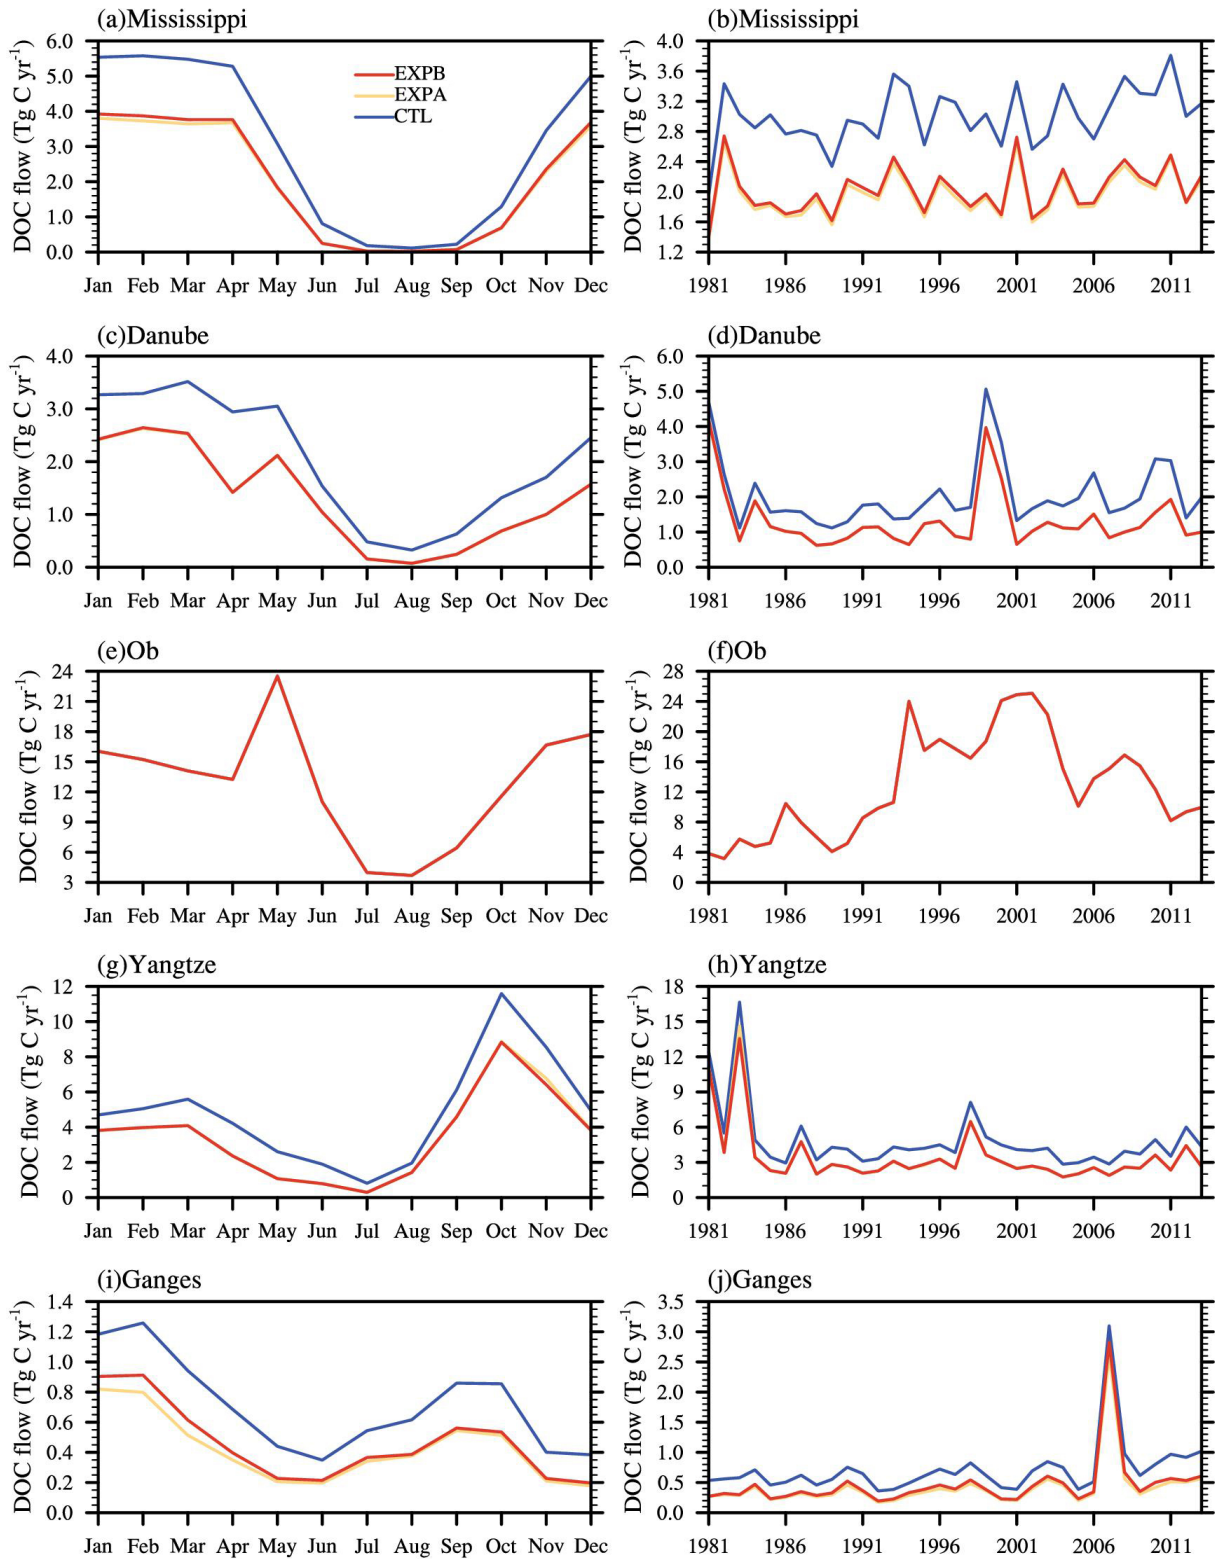 (a)Mississippi
DOC flow (Tg C yr-1)
6.0
5.0
4.0
3.0
2.0
1.0
0.0
EXPB
EXPA
CTL
Jan Feb Mar Apr May Jun Jul Aug Sep Oct Nov Dec
(b)Mississippi
DOC flow (Tg C yr-1)
4.0
3.6
3.2
2.8
2.4
2.0
1.6
1.2
1981 1986 1991 1996 2001 2006 2011
(c)Danube
DOC flow (Tg C yr-1)
4.0
3.0
2.0
1.0
0.0
Jan Feb Mar Apr May Jun Jul Aug Sep Oct Nov Dec
(d)Danube
DOC flow (Tg C yr-1)
6.0
5.0
4.0
3.0
2.0
1.0
0.0
1981 1986 1991 1996 2001 2006 2011
(e)Ob
DOC flow (Tg C yr-1)
24
21
18
15
12
9
6
3
Jan Feb Mar Apr May Jun Jul Aug Sep Oct Nov Dec
(f)Ob
DOC flow (Tg C yr-1)
28
24
20
16
12
8
4
0
1981 1986 1991 1996 2001 2006 2011
(g)Yangtze
DOC flow (Tg C yr-1)
12
10
8
6
4
2
0
Jan Feb Mar Apr May Jun Jul Aug Sep Oct Nov Dec
(h)Yangtze
DOC flow (Tg C yr-1)
18
15
12
9
6
3
0
1981 1986 1991 1996 2001 2006 2011
(i)Ganges
DOC flow (Tg C yr-1)
1.4
1.2
1.0
0.8
0.6
0.4
0.2
0.0
Jan Feb Mar Apr May Jun Jul Aug Sep Oct Nov Dec
(j)Ganges
DOC flow (Tg C yr-1)
3.5
3.0
2.5
2.0
1.5
1.0
0.5
0.0
1981 1986 1991 1996 2001 2006 2011